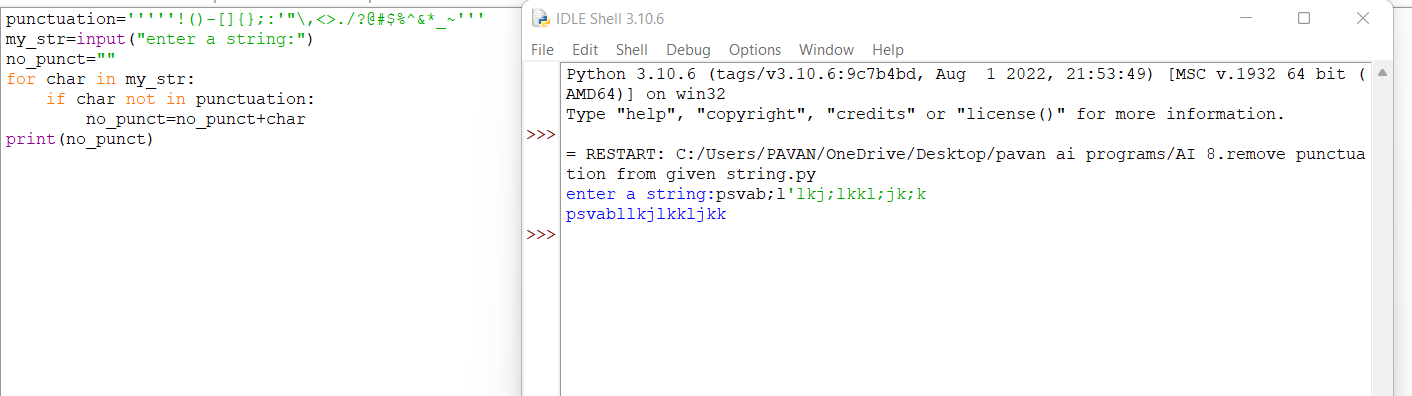 punctuation='''''!()-[]{};:'"\,<>./?@#$%^&*_~'''
my_str=input("enter a string:")
no_punct=""
for char in my_str:
    if char not in punctuation:
        no_punct=no_punct+char
print(no_punct)
IDLE Shell 3.10.6
File Edit Shell Debug Options Window Help
Python 3.10.6 (tags/v3.10.6:9c7b4bd, Aug  1 2022, 21:53:49) [MSC v.1932 64 bit (
AMD64)] on win32
Type "help", "copyright", "credits" or "license()" for more information.
>>>
= RESTART: C:/Users/PAVAN/OneDrive/Desktop/pavan ai programs/AI 8.remove punctua
tion from given string.py
enter a string:psvab;l'lkj;lkkl;jk;k
psvabllkjlkkljkk
>>>